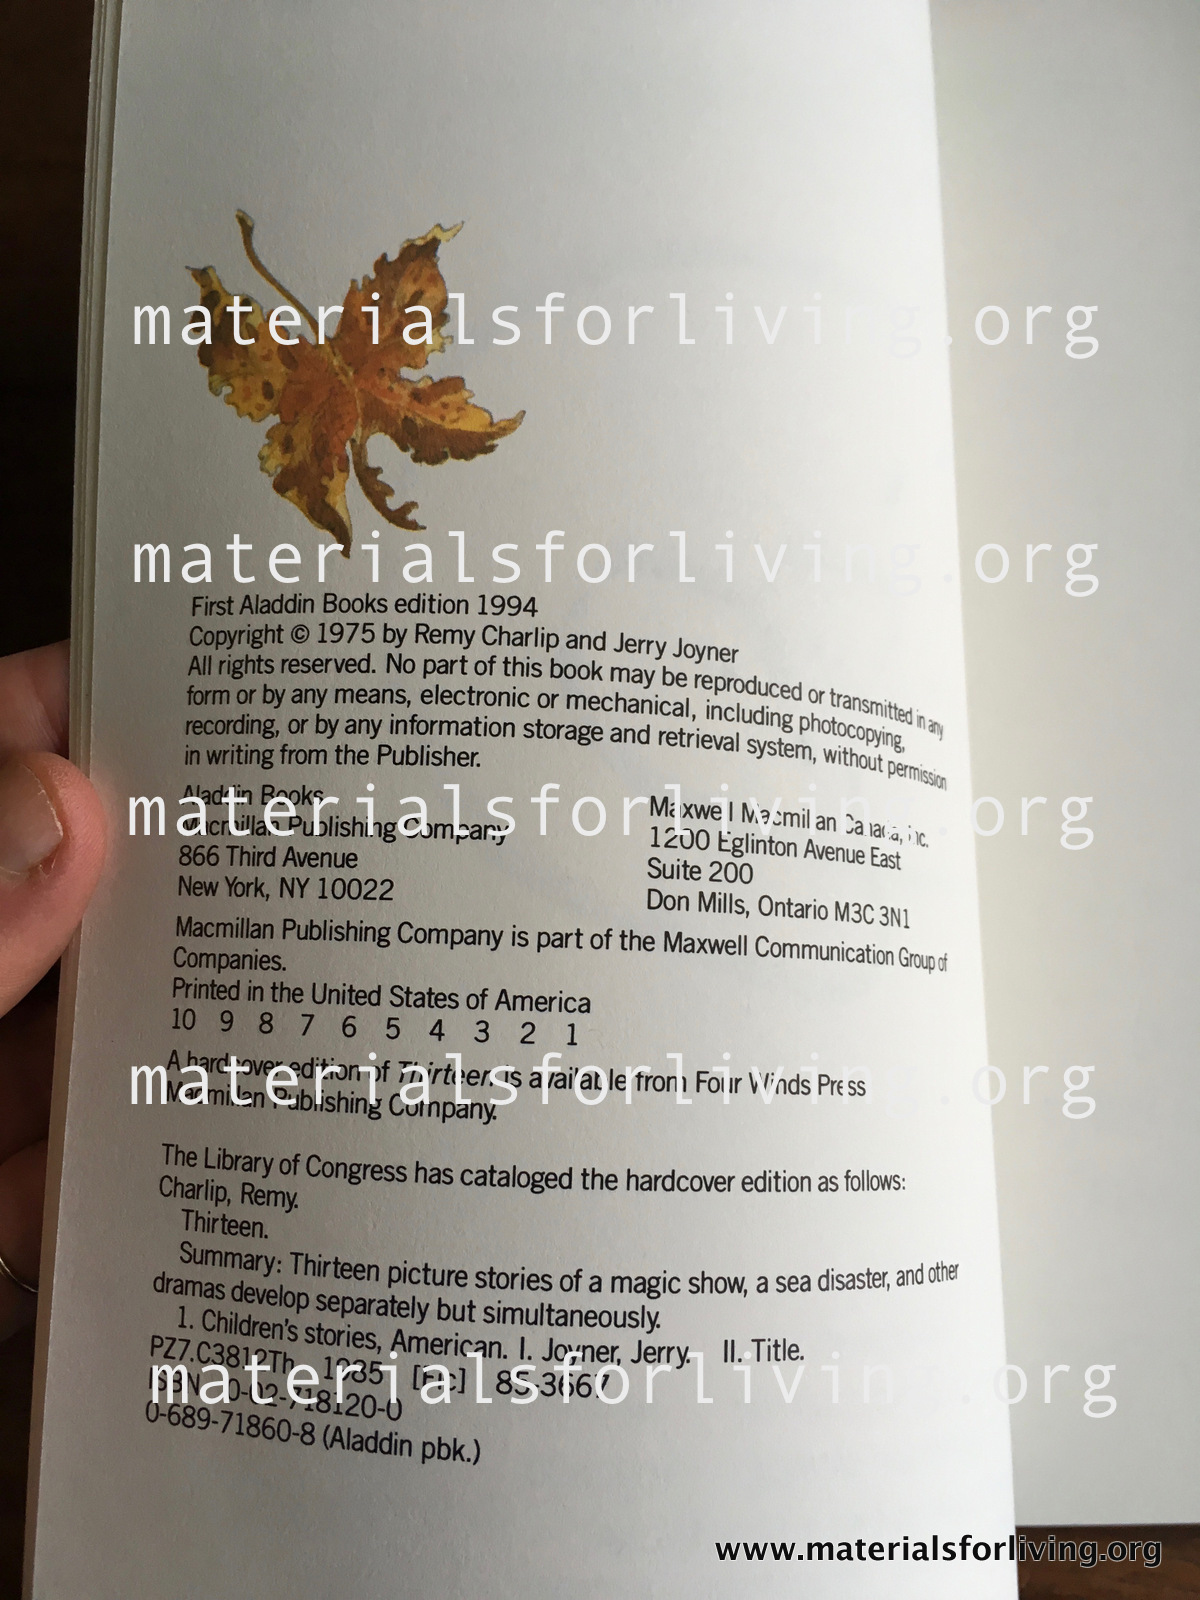 materialsforliving.org
materialsforliving.org
First Aladdin Books edition 1994
Copyright © 1975 by Remy Charlip and Jerry Joyner
All rights reserved. No part of this book may be reproduced or transmitted in any
form or by any means, electronic or mechanical, including photocopying,
recording, or by any information storage and retrieval system, without permission
in writing from the Publisher.
Aladdin Books
Macmillan Publishing Company
866 Third Avenue
New York, NY 10022
materialsforliving.org
Maxwell Macmillan Canada, Inc.
1200 Eglinton Avenue East
Suite 200
Don Mills, Ontario M3C 3N1
Macmillan Publishing Company is part of the Maxwell Communication Group of
Companies.
Printed in the United States of America
10 9 8 7 6 5 4 3 2 1
A hardcover edition of Thirteen is available from Four Winds Press
materialsforliving.org
Macmillan Publishing Company.
The Library of Congress has cataloged the hardcover edition as follows:
Charlip, Remy.
Thirteen.
Summary: Thirteen picture stories of a magic show, a sea disaster, and other
dramas develop separately but simultaneously.
1. Children's stories, American. I. Joyner, Jerry. II. Title.
PZ7.C3812Th 1985 [Fic] 85-3667
materialsforliving.org
ISBN 0-02-718120-0
0-689-71860-8 (Aladdin pbk.)
www.materialsforliving.org